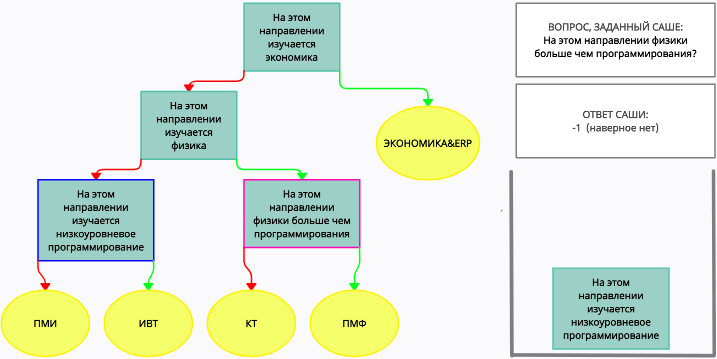 На этом
направлении
изучается
экономика
ВОПРОС, ЗАДАННЫЙ САШЕ:
На этом направлении физики
больше чем программирования?
На этом
направлении
изучается
физика
ЭКОНОМИКА&ERP
ОТВЕТ САШИ:
-1 (наверное нет)
На этом
направлении
изучается
низкоуровневое
программирование
На этом
направлении
физики больше чем
программирования
На этом
направлении
изучается
низкоуровневое
программирование
ПМИ
ИВТ
КТ
ПМФ